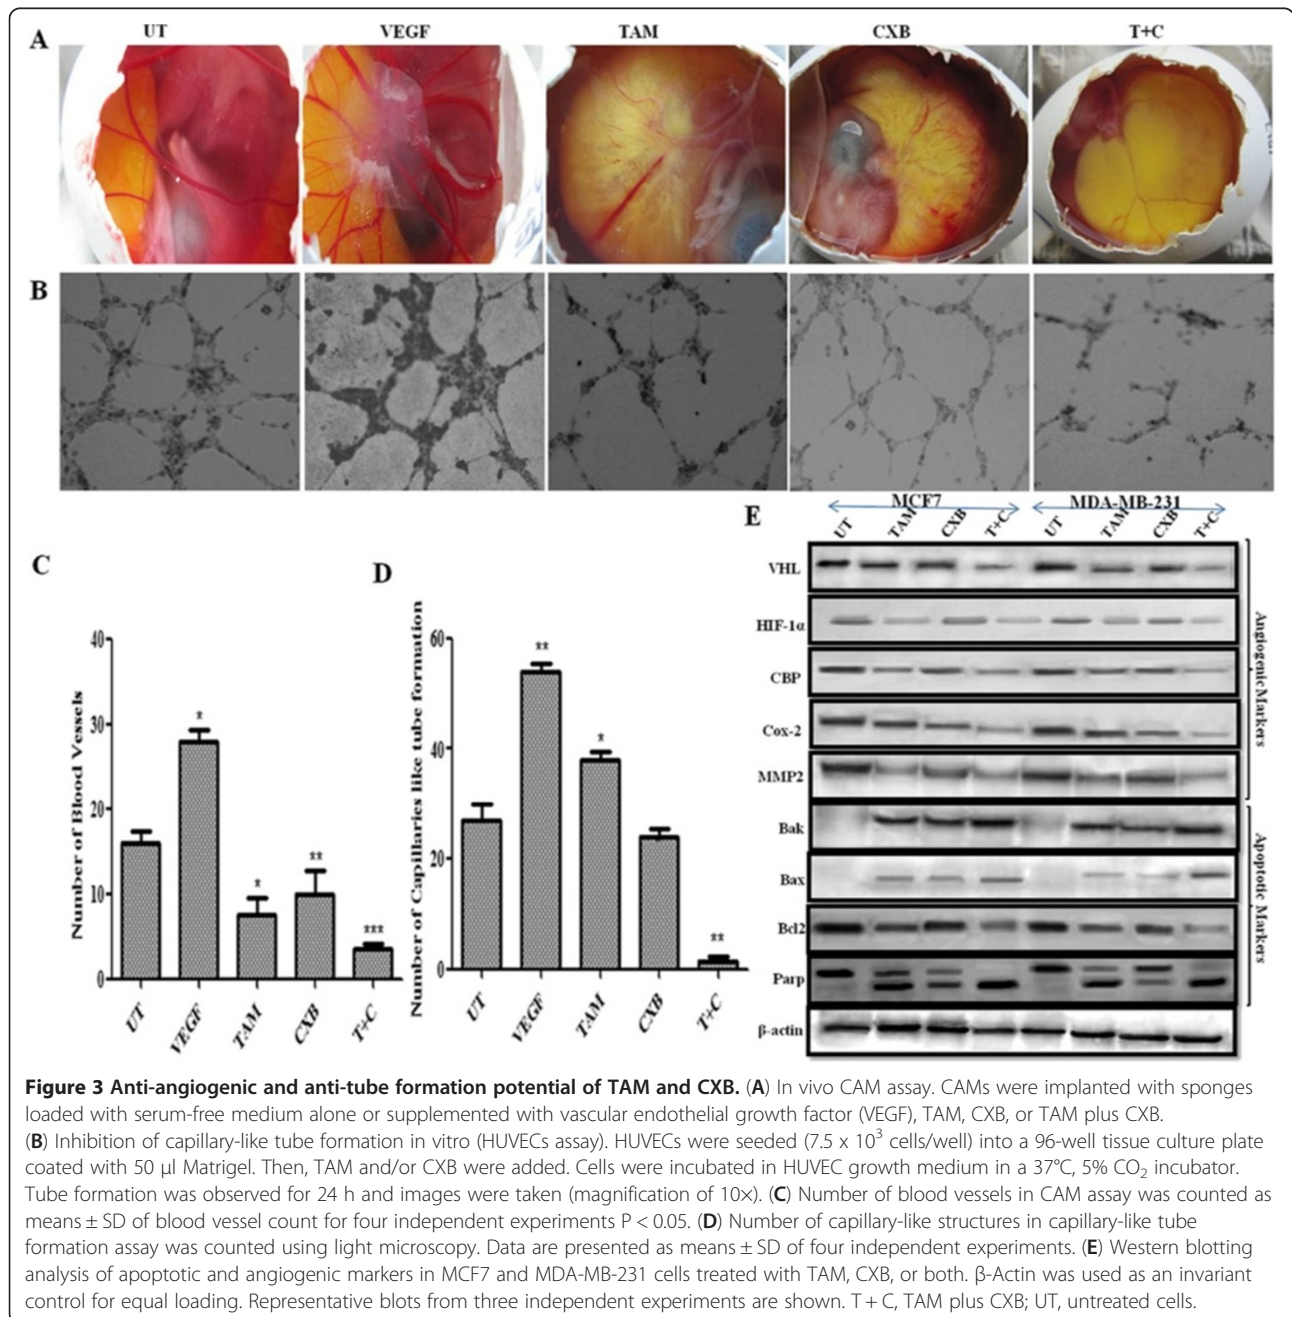 A
UT
VEGF
TAM
CXB
T+C
B
C
Number of Blood Vessels
40
30
20
10
0
*
*
**
***
UT
VEGF
TAM
CXB
T+C
D
Number of Capillaries like tube formation
60
40
20
0
**
*
**
UT
VEGF
TAM
CXB
T+C
E
MCF7
MDA-MB-231
UT
TAM
CXB
T+C
UT
TAM
CXB
T+C
VHL
HIF-1α
CBP
Cox-2
MMP2
Bak
Bax
Bcl2
Parp
β-actin
Angiogenic Markers
Apoptotic Markers
Figure 3 Anti-angiogenic and anti-tube formation potential of TAM and CXB. (A) In vivo CAM assay. CAMs were implanted with sponges
loaded with serum-free medium alone or supplemented with vascular endothelial growth factor (VEGF), TAM, CXB, or TAM plus CXB.
(B) Inhibition of capillary-like tube formation in vitro (HUVECs assay). HUVECs were seeded (7.5 x 10³ cells/well) into a 96-well tissue culture plate
coated with 50 μl Matrigel. Then, TAM and/or CXB were added. Cells were incubated in HUVEC growth medium in a 37°C, 5% CO₂ incubator.
Tube formation was observed for 24 h and images were taken (magnification of 10×). (C) Number of blood vessels in CAM assay was counted as
means ± SD of blood vessel count for four independent experiments P < 0.05. (D) Number of capillary-like structures in capillary-like tube
formation assay was counted using light microscopy. Data are presented as means ± SD of four independent experiments. (E) Western blotting
analysis of apoptotic and angiogenic markers in MCF7 and MDA-MB-231 cells treated with TAM, CXB, or both. β-Actin was used as an invariant
control for equal loading. Representative blots from three independent experiments are shown. T + C, TAM plus CXB; UT, untreated cells.